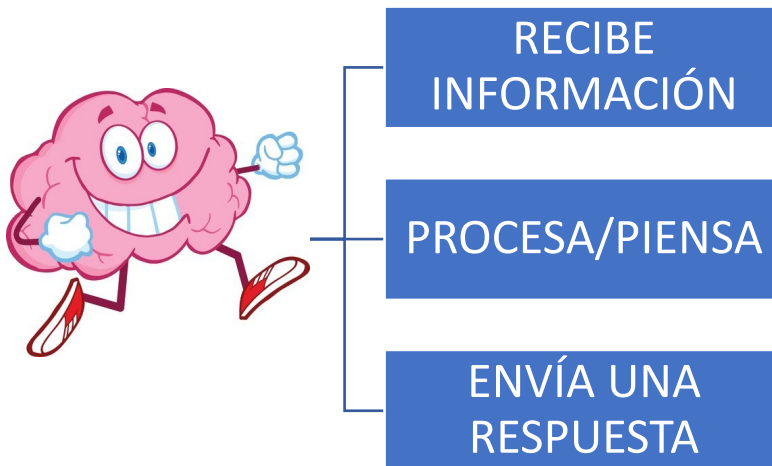 RECIBE
INFORMACIÓN
PROCESA/PIENSA
ENVÍA UNA
RESPUESTA